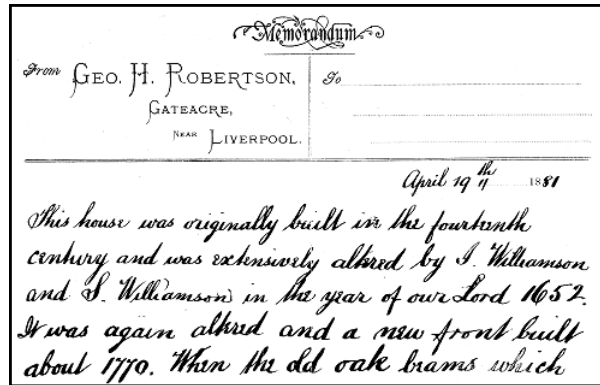 Memorandum
From GEO. H. ROBERTSON,
GATEACRE,
NEAR LIVERPOOL.
To
April 19th 1881
This house was originally built in the fourteenth
century and was extensively altered by I. Williamson
and S. Williamson in the year of our Lord 1652.
It was again altered and a new front built
about 1770. When the old oak beams which